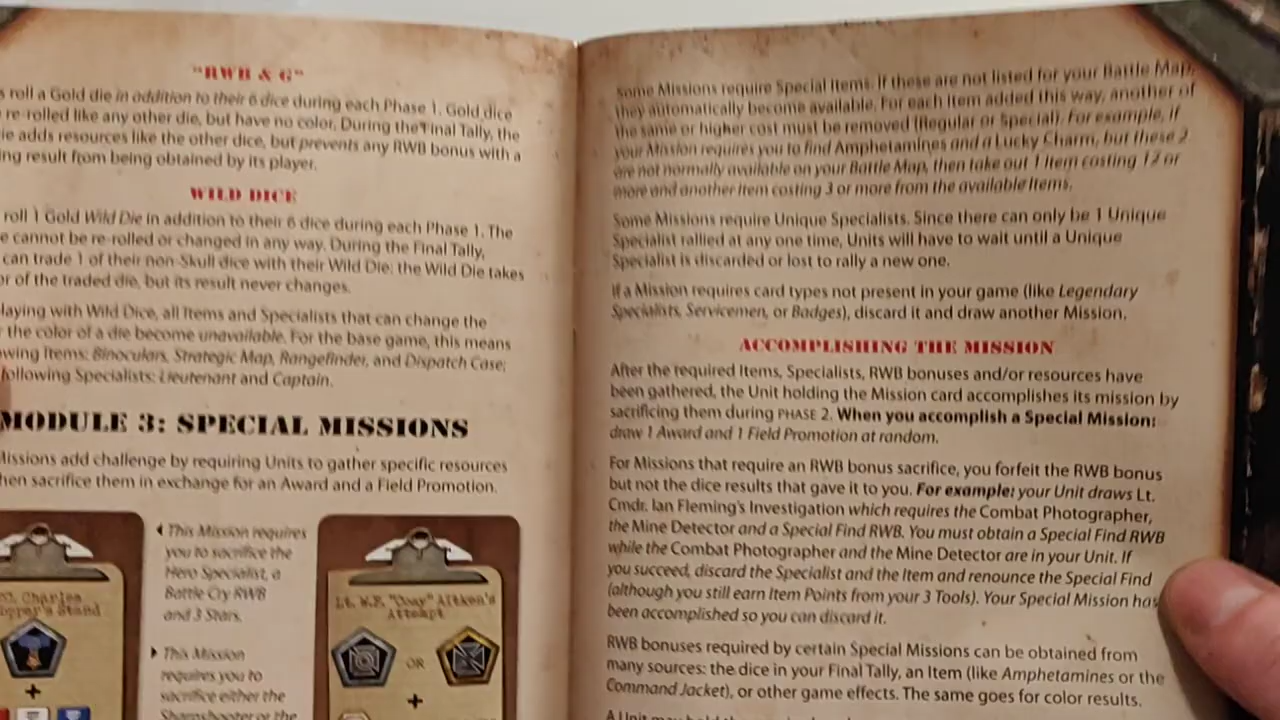 "RWB & G"
s roll a Gold die in addition to their 6 dice during each Phase 1. Gold dice
re-rolled like any other die, but have no color. During the Final Tally, the
ie adds resources like the other dice, but prevents any RWB bonus with a
ing result from being obtained by its player.
WILD DICE
roll 1 Gold Wild Die in addition to their 6 dice during each Phase 1. The
e cannot be re-rolled or changed in any way. During the Final Tally,
can trade 1 of their non-Skull dice with their Wild Die: the Wild Die takes
or of the traded die, but its result never changes.
laying with Wild Dice, all Items and Specialists that can change the
r the color of a die become unavailable. For the base game, this means
owing Items: Binoculars, Strategic Map, Rangefinder, and Dispatch Case;
following Specialists: Lieutenant and Captain.
MODULE 3: SPECIAL MISSIONS
Missions add challenge by requiring Units to gather specific resources
hen sacrifice them in exchange for an Award and a Field Promotion.
Charles
pper's Stand
+
This Mission requires
you to sacrifice the
Hero Specialist, a
Battle Cry RWB
and 3 Stars.
This Mission
requires you to
sacrifice either the
Sharpshooter or the
Lt. W.F. "Coay" Aitken's
Attempt
OR
+
Some Missions require Special Items. If these are not listed for your Battle Map,
they automatically become available. For each Item added this way, another of
the same or higher cost must be removed (Regular or Special). For example, if
your Mission requires you to find Amphetamines and a Lucky Charm, but these 2
are not normally available on your Battle Map, then take out 1 Item costing 12 or
more and another Item costing 3 or more from the available Items.
Some Missions require Unique Specialists. Since there can only be 1 Unique
Specialist rallied at any one time, Units will have to wait until a Unique
Specialist is discarded or lost to rally a new one.
If a Mission requires card types not present in your game (like Legendary
Specialists, Servicemen, or Badges), discard it and draw another Mission.
ACCOMPLISHING THE MISSION
After the required Items, Specialists, RWB bonuses and/or resources have
been gathered, the Unit holding the Mission card accomplishes its mission by
sacrificing them during PHASE 2. When you accomplish a Special Mission:
draw 1 Award and 1 Field Promotion at random.
For Missions that require an RWB bonus sacrifice, you forfeit the RWB bonus
but not the dice results that gave it to you. For example: your Unit draws Lt.
Cmdr. Ian Fleming's Investigation which requires the Combat Photographer,
the Mine Detector and a Special Find RWB. You must obtain a Special Find RWB
while the Combat Photographer and the Mine Detector are in your Unit. If
you succeed, discard the Specialist and the Item and renounce the Special Find
(although you still earn Item Points from your 3 Tools). Your Special Mission has
been accomplished so you can discard it.
RWB bonuses required by certain Special Missions can be obtained from
many sources: the dice in your Final Tally, an Item (like Amphetamines or the
Command Jacket), or other game effects. The same goes for color results.
A Unit may hold the